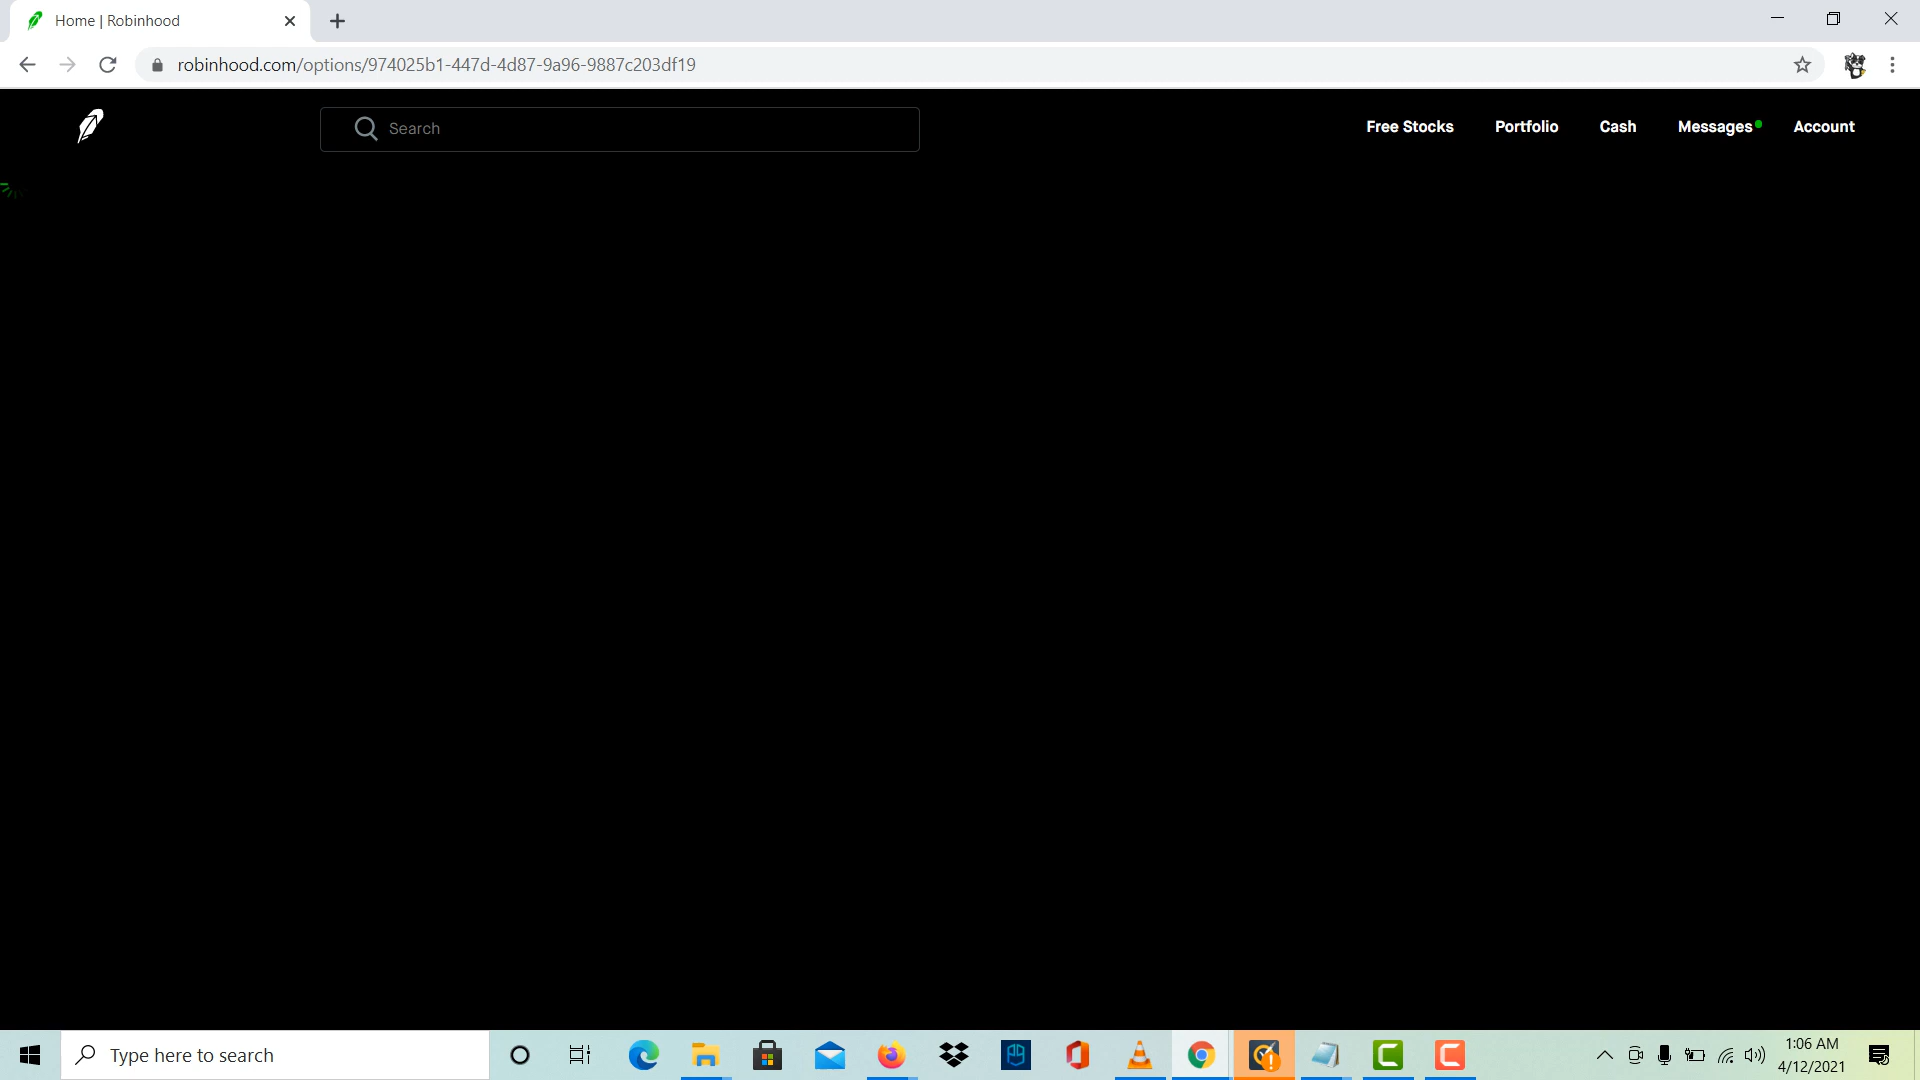 Home | Robinhood
robinhood.com/options/974025b1-447d-4d87-9a96-9887c203df19
Search
Free Stocks
Portfolio
Cash
Messages
Account
Type here to search
1:06 AM
4/12/2021